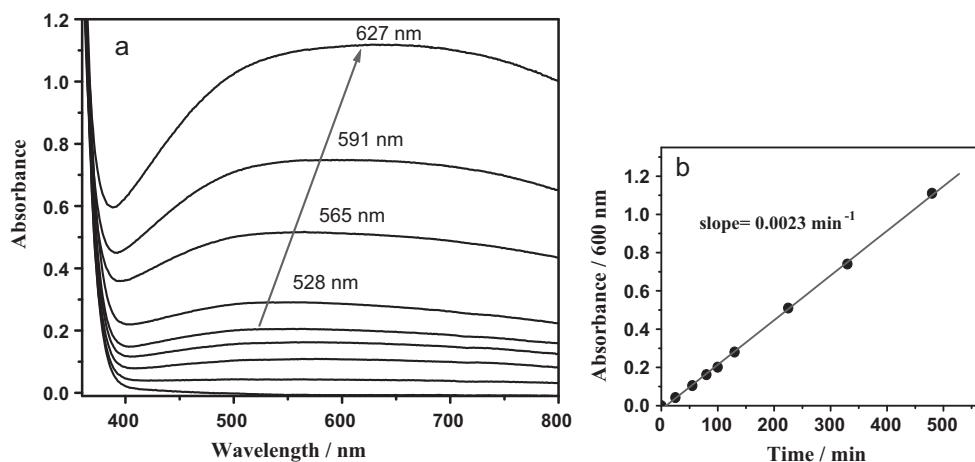 a
627 nm
591 nm
565 nm
528 nm
1.2
1.0
0.8
0.6
0.4
0.2
0.0
Absorbance
400 500 600 700 800
Wavelength / nm
b
slope= 0.0023 min⁻¹
1.2
1.0
0.8
0.6
0.4
0.2
0.0
Absorbance / 600 nm
0 100 200 300 400 500
Time / min